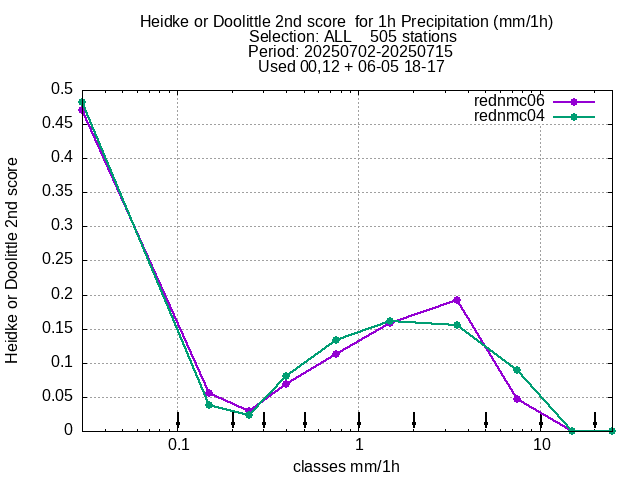 Heidke or Doolittle 2nd score  for 1h Precipitation (mm/1h)
Selection: ALL    505 stations
Period: 20250702-20250715
Used 00,12 + 06-05 18-17
rednmc06
rednmc04
0.5
0.45
0.4
0.35
0.3
0.25
0.2
0.15
0.1
0.05
0
Heidke or Doolittle 2nd score
0.1
1
10
classes mm/1h